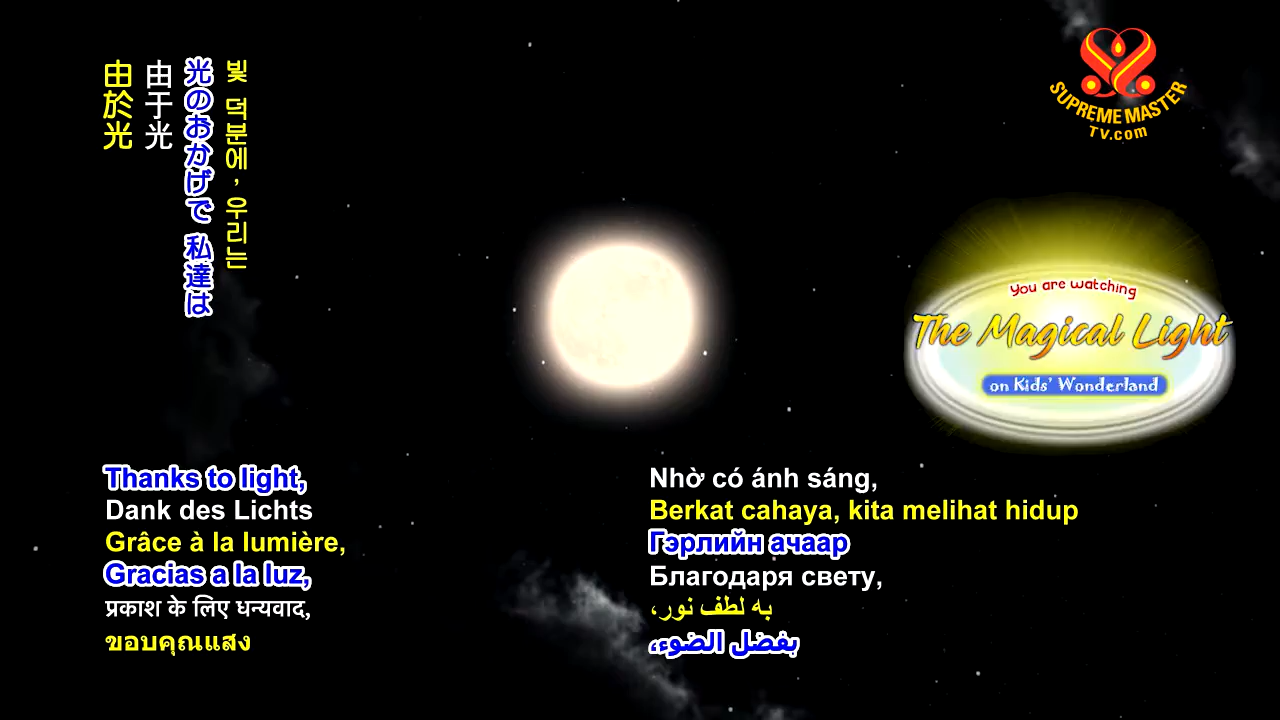 由於光
由于光
光のおかげで 私達は
빛 덕분에, 우리는
SUPREME MASTER
TV.com
You are watching
The Magical Light
on Kids' Wonderland
Thanks to light,
Dank des Lichts
Grâce à la lumière,
Gracias a la luz,
प्रकाश के लिए धन्यवाद,
ขอบคุณแสง
Nhờ có ánh sáng,
Berkat cahaya, kita melihat hidup
Гэрлийн ачаар
Благодаря свету,
به لطف نور،
بفضل الضوء،